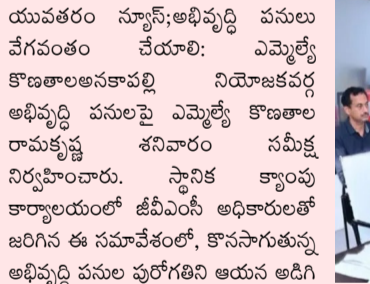 యువతరం న్యూస్;అభివృద్ధి పనులు
వేగవంతం చేయాలి: ఎమ్మెల్యే
కొణతాలఅనకాపల్లి నియోజకవర్గ
అభివృద్ధి పనులపై ఎమ్మెల్యే కొణతాల
రామకృష్ణ శనివారం సమీక్ష
నిర్వహించారు. స్థానిక క్యాంపు
కార్యాలయంలో జీవీఎంసీ అధికారులతో
జరిగిన ఈ సమావేశంలో, కొనసాగుతున్న
అభివృద్ధి పనుల పురోగతిని ఆయన అడిగి